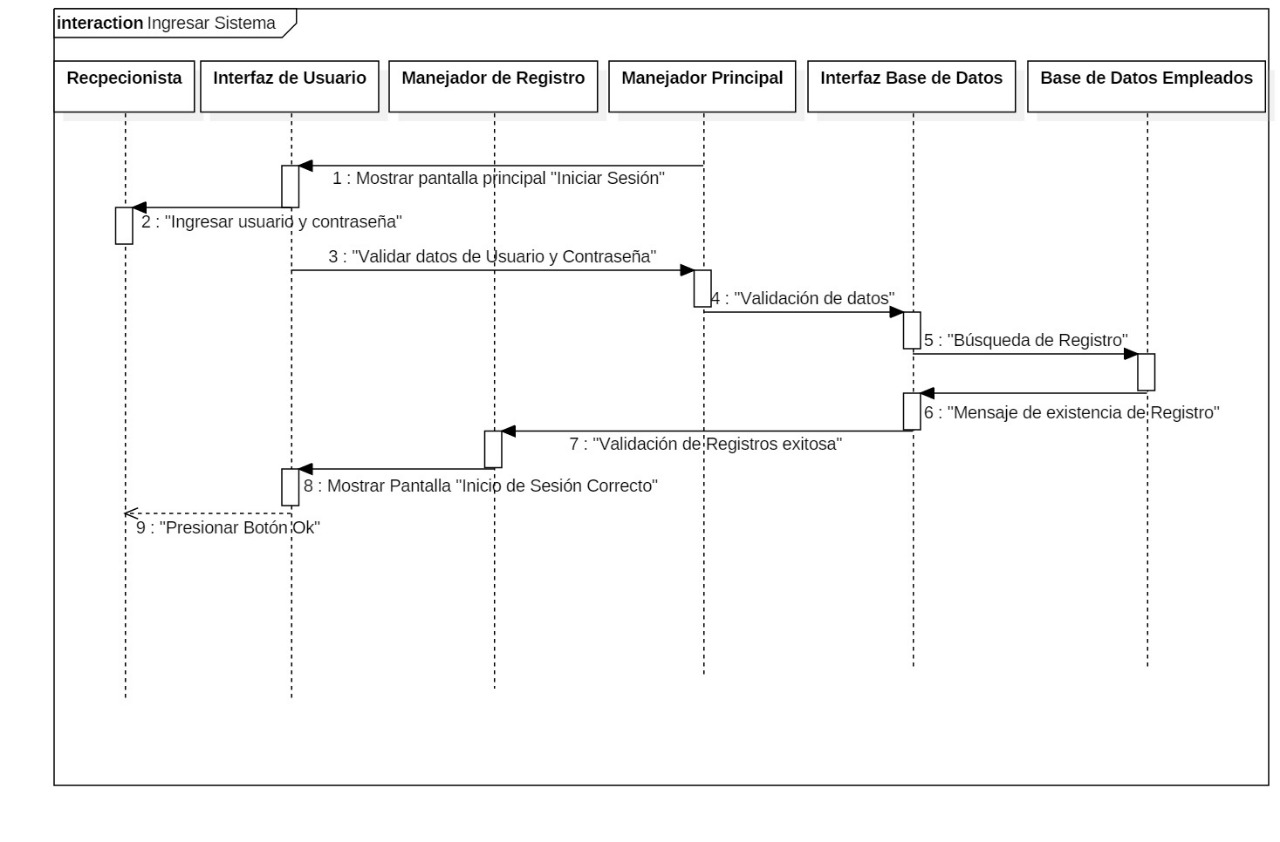 interaction Ingresar Sistema
Recpecionista
Interfaz de Usuario
Manejador de Registro
Manejador Principal
Interfaz Base de Datos
Base de Datos Empleados
1 : Mostrar pantalla principal "Iniciar Sesión"
2 : "Ingresar usuario y contraseña"
3 : "Validar datos de Usuario y Contraseña"
4 : "Validación de datos"
5 : "Búsqueda de Registro"
6 : "Mensaje de existencia de Registro"
7 : "Validación de Registros exitosa"
8 : Mostrar Pantalla "Inicio de Sesión Correcto"
9 : "Presionar Botón Ok"